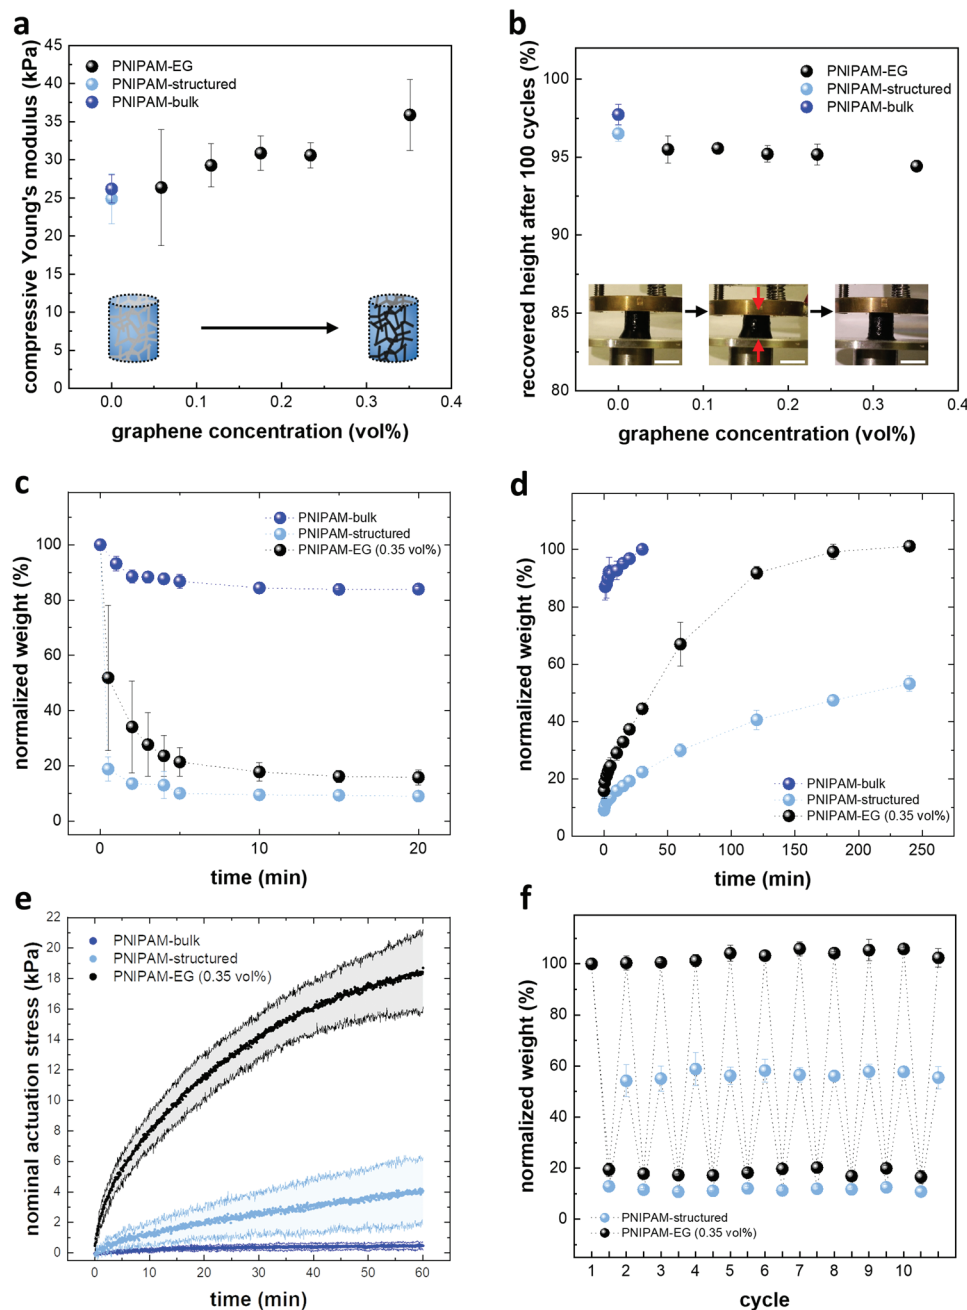 a
compressive Young's modulus (kPa)
45
40
35
30
25
20
15
10
5
0
PNIPAM-EG
PNIPAM-structured
PNIPAM-bulk
0.0
0.1
0.2
0.3
0.4
graphene concentration (vol%)
b
recovered height after 100 cycles (%)
100
95
90
85
80
PNIPAM-EG
PNIPAM-structured
PNIPAM-bulk
0.0
0.1
0.2
0.3
0.4
graphene concentration (vol%)
c
normalized weight (%)
100
80
60
40
20
0
PNIPAM-bulk
PNIPAM-structured
PNIPAM-EG (0.35 vol%)
0
10
20
time (min)
d
normalized weight (%)
100
80
60
40
20
0
PNIPAM-bulk
PNIPAM-structured
PNIPAM-EG (0.35 vol%)
0
50
100
150
200
250
time (min)
e
nominal actuation stress (kPa)
22
20
18
16
14
12
10
8
6
4
2
0
PNIPAM-bulk
PNIPAM-structured
PNIPAM-EG (0.35 vol%)
0
10
20
30
40
50
60
time (min)
f
normalized weight (%)
100
80
60
40
20
0
PNIPAM-structured
PNIPAM-EG (0.35 vol%)
1
2
3
4
5
6
7
8
9
10
cycle